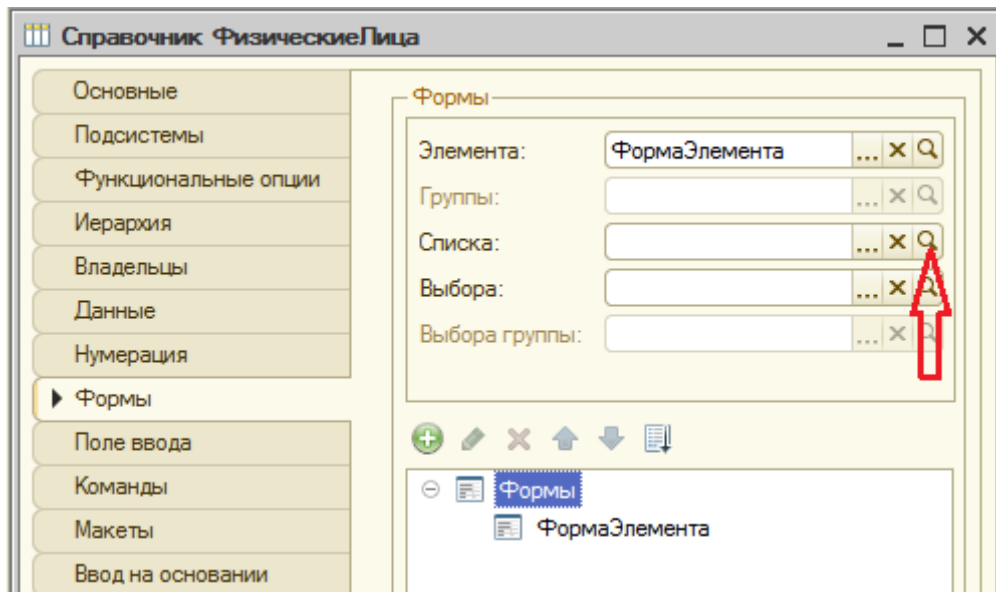 Справочник ФизическиеЛица
Основные
Подсистемы
Функциональные опции
Иерархия
Владельцы
Данные
Нумерация
Формы
Поле ввода
Команды
Макеты
Ввод на основании
Формы
Элемента: ФормаЭлемента ...
Группы: ...
Списка: ...
Выбора: ...
Выбора группы: ...
Формы
ФормаЭлемента